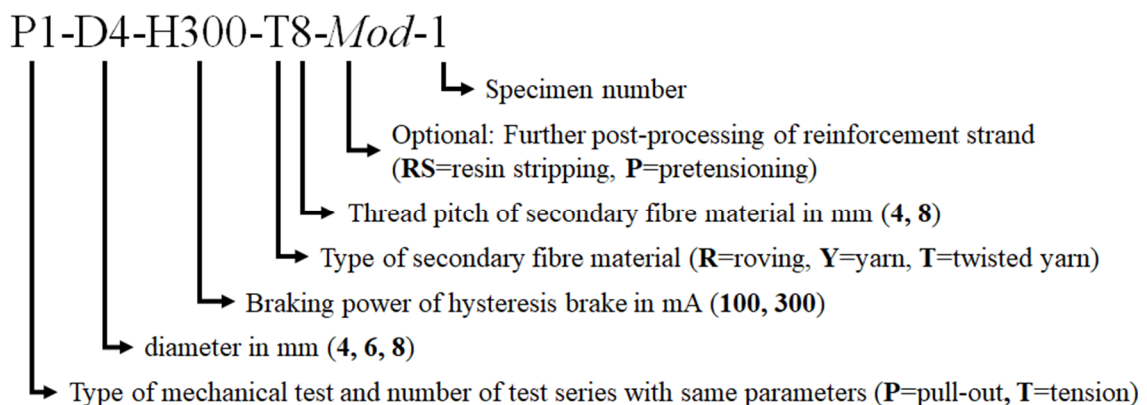 P1-D4-H300-T8-Mod-1
Specimen number
Optional: Further post-processing of reinforcement strand
(RS=resin stripping, P=pretensioning)
Thread pitch of secondary fibre material in mm (4, 8)
Type of secondary fibre material (R=roving, Y=yarn, T=twisted yarn)
Braking power of hysteresis brake in mA (100, 300)
diameter in mm (4, 6, 8)
Type of mechanical test and number of test series with same parameters (P=pull-out, T=tension)